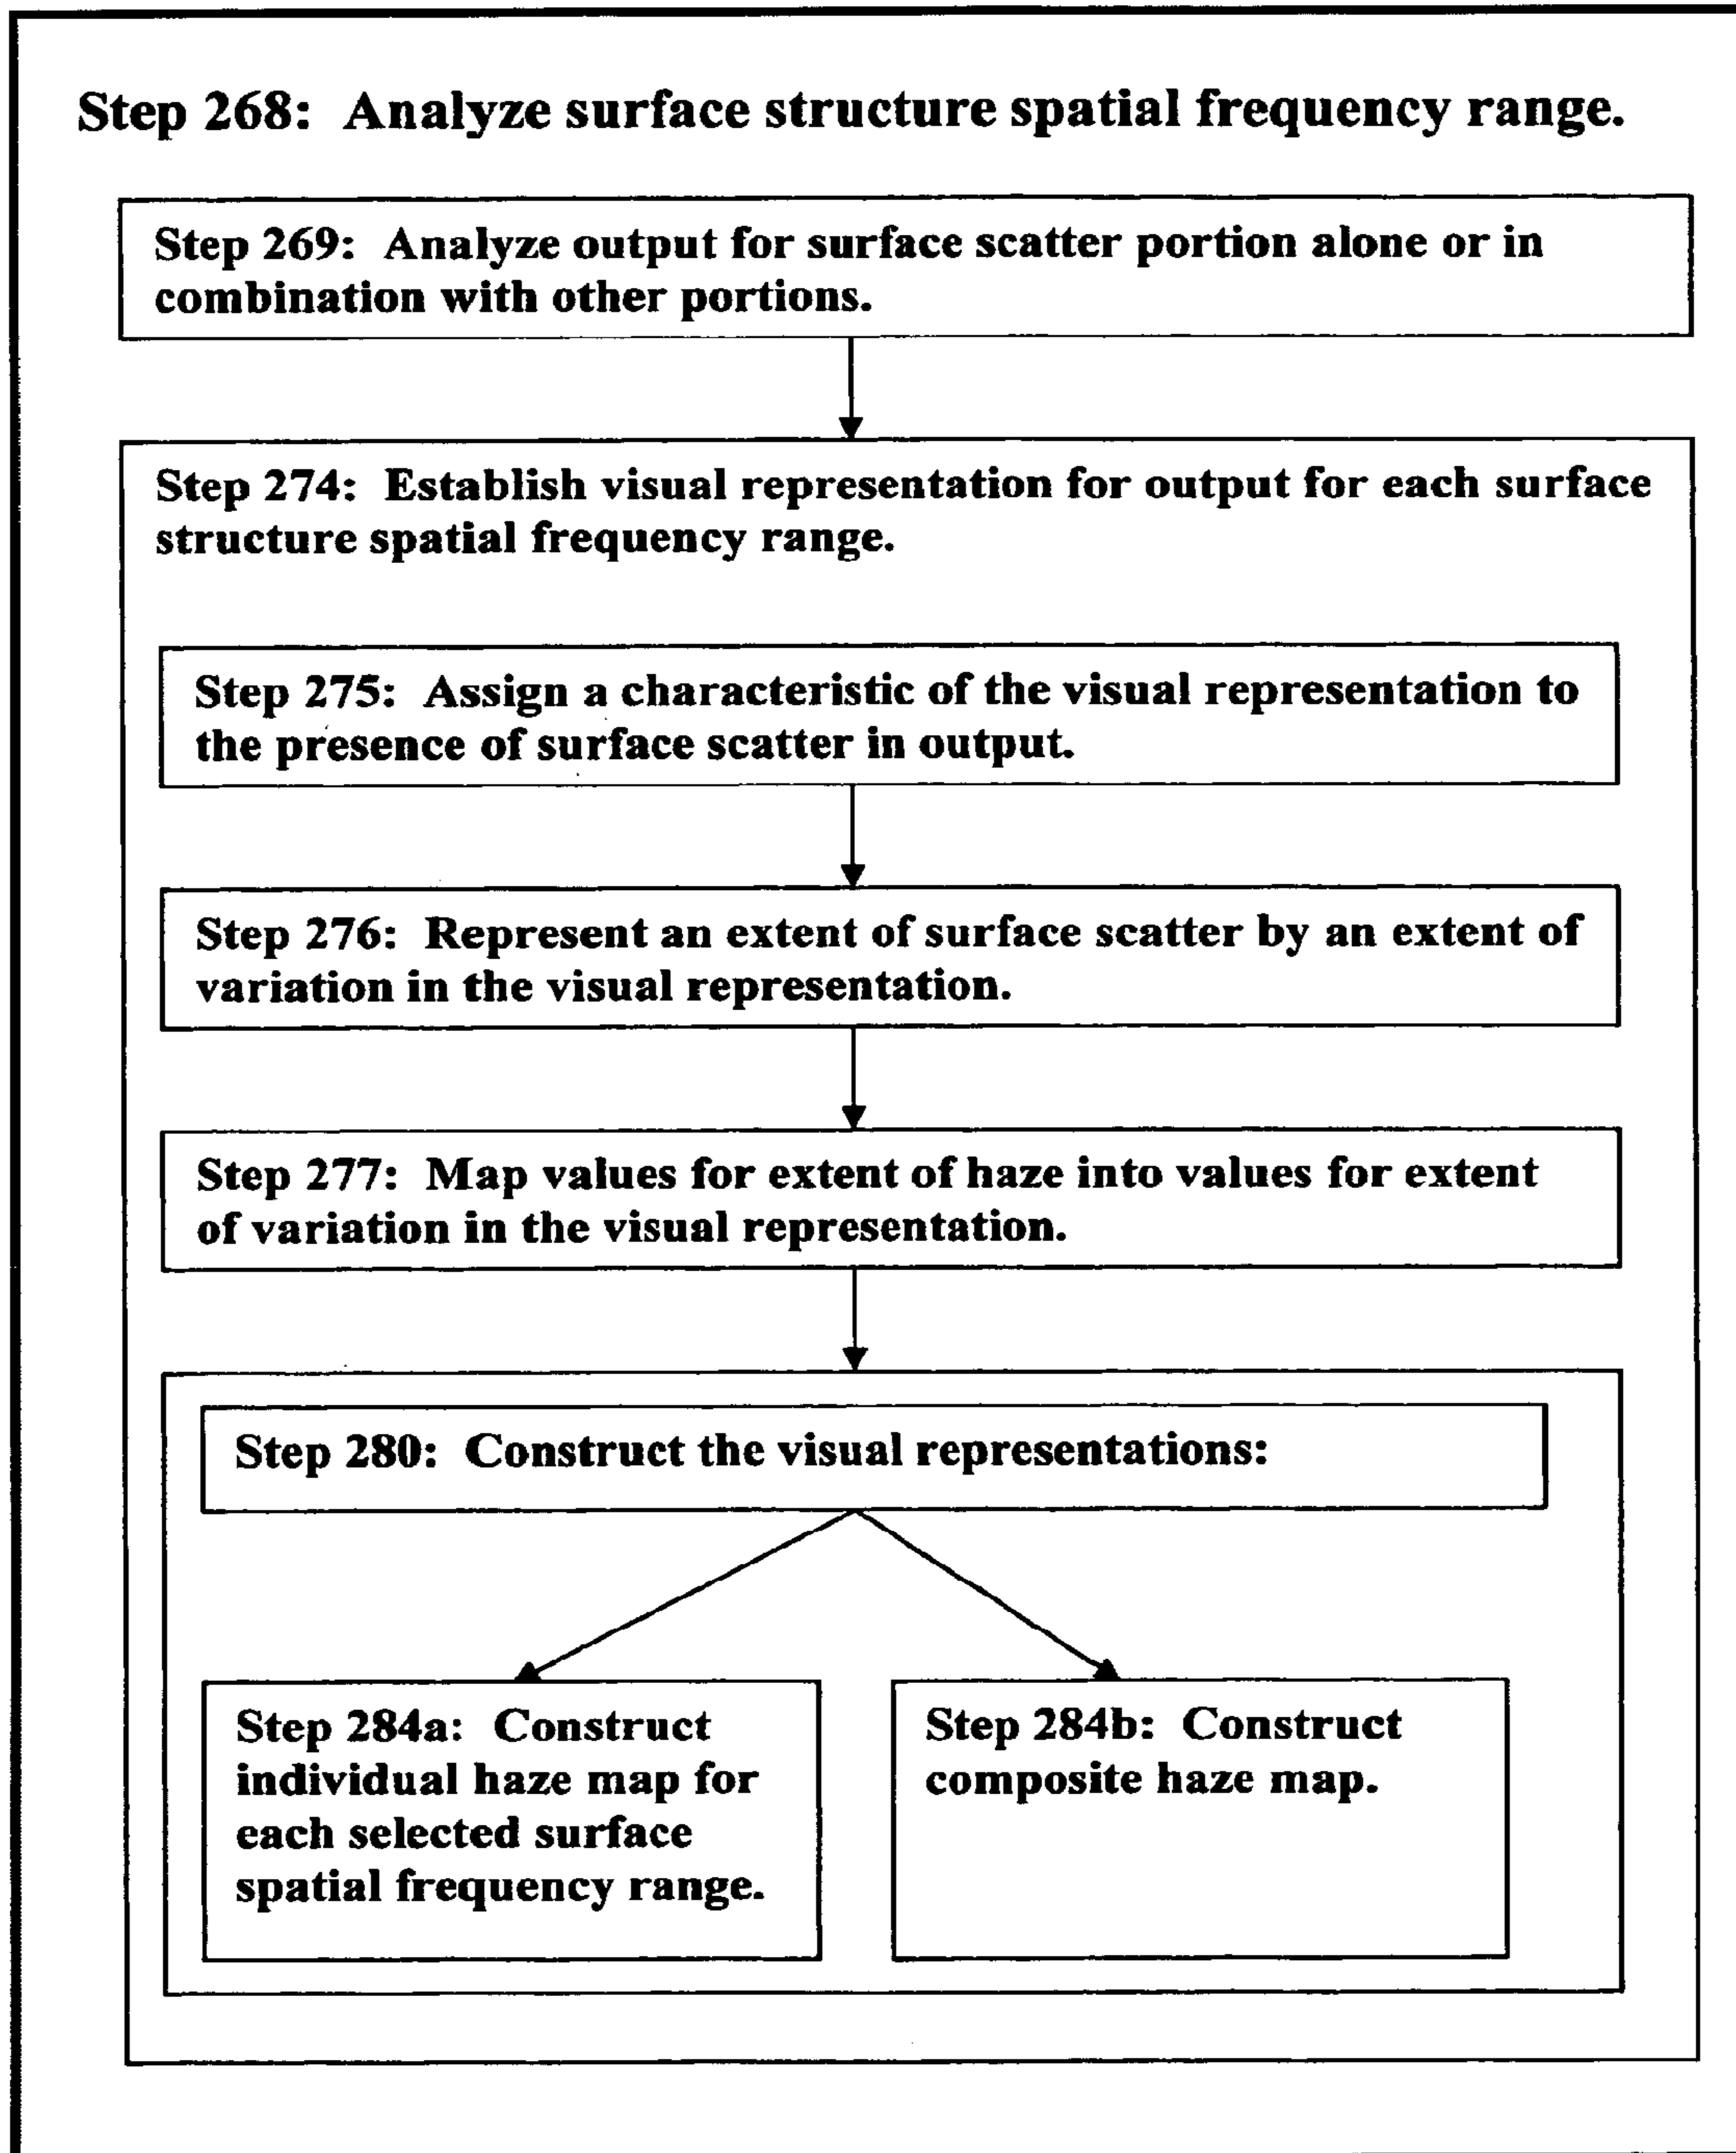 Step 268: Analyze surface structure spatial frequency range.
Step 269: Analyze output for surface scatter portion alone or in
combination with other portions.
Step 274: Establish visual representation for output for each surface
structure spatial frequency range.
Step 275: Assign a characteristic of the visual representation to
the presence of surface scatter in output.
Step 276: Represent an extent of surface scatter by an extent of
variation in the visual representation.
Step 277: Map values for extent of haze into values for extent
of variation in the visual representation.
Step 280: Construct the visual representations:
Step 284a: Construct
individual haze map for
each selected surface
spatial frequency range.
Step 284b: Construct
composite haze map.